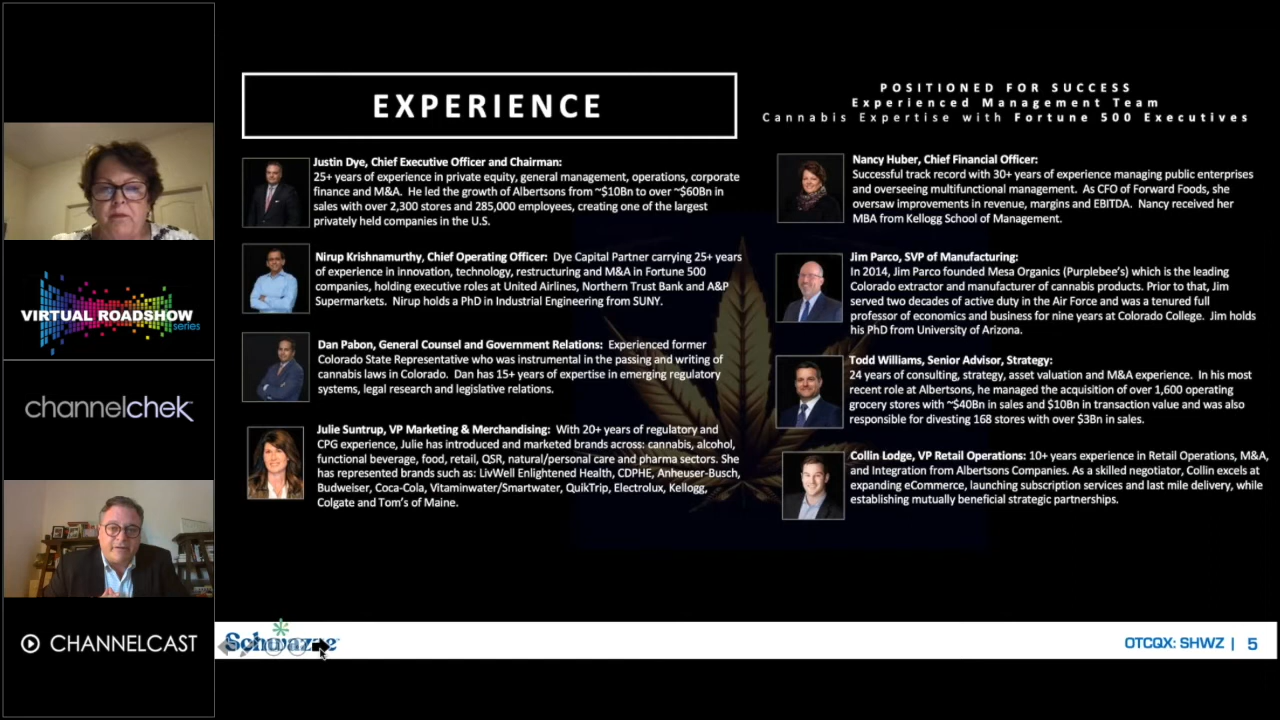 VIRTUAL ROADSHOW
series
channelchek
CHANNELCAST
EXPERIENCE
POSITIONED FOR SUCCESS
Experienced Management Team
Cannabis Expertise with Fortune 500 Executives
Justin Dye, Chief Executive Officer and Chairman:
25+ years of experience in private equity, general management, operations, corporate
finance and M&A. He led the growth of Albertsons from ~$10Bn to over ~$60Bn in
sales with over 2,300 stores and 285,000 employees, creating one of the largest
privately held companies in the U.S.
Nirup Krishnamurthy, Chief Operating Officer: Dye Capital Partner carrying 25+ years
of experience in innovation, technology, restructuring and M&A in Fortune 500
companies, holding executive roles at United Airlines, Northern Trust Bank and A&P
Supermarkets. Nirup holds a PhD in Industrial Engineering from SUNY.
Dan Pabon, General Counsel and Government Relations: Experienced former
Colorado State Representative who was instrumental in the passing and writing of
cannabis laws in Colorado. Dan has 15+ years of expertise in emerging regulatory
systems, legal research and legislative relations.
Julie Suntrup, VP Marketing & Merchandising: With 20+ years of regulatory and
CPG experience, Julie has introduced and marketed brands across: cannabis, alcohol,
functional beverage, food, retail, QSR, natural/personal care and pharma sectors. She
has represented brands such as: LivWell Enlightened Health, CDPHE, Anheuser-Busch,
Budweiser, Coca-Cola, Vitaminwater/Smartwater, QuikTrip, Electrolux, Kellogg,
Colgate and Tom's of Maine.
Nancy Huber, Chief Financial Officer:
Successful track record with 30+ years of experience managing public enterprises
and overseeing multifunctional management. As CFO of Forward Foods, she
oversaw improvements in revenue, margins and EBITDA. Nancy received her
MBA from Kellogg School of Management.
Jim Parco, SVP of Manufacturing:
In 2014, Jim Parco founded Mesa Organics (Purplebee's) which is the leading
Colorado extractor and manufacturer of cannabis products. Prior to that, Jim
served two decades of active duty in the Air Force and was a tenured full
professor of economics and business for nine years at Colorado College. Jim holds
his PhD from University of Arizona.
Todd Williams, Senior Advisor, Strategy:
24 years of consulting, strategy, asset valuation and M&A experience. In his most
recent role at Albertsons, he managed the acquisition of over 1,600 operating
grocery stores with ~$40Bn in sales and $10Bn in transaction value and was also
responsible for divesting 168 stores with over $3Bn in sales.
Collin Lodge, VP Retail Operations: 10+ years experience in Retail Operations, M&A,
and Integration from Albertsons Companies. As a skilled negotiator, Collin excels at
expanding eCommerce, launching subscription services and last mile delivery, while
establishing mutually beneficial strategic partnerships.
Schwazze
OTCQX: SHWZ | 5